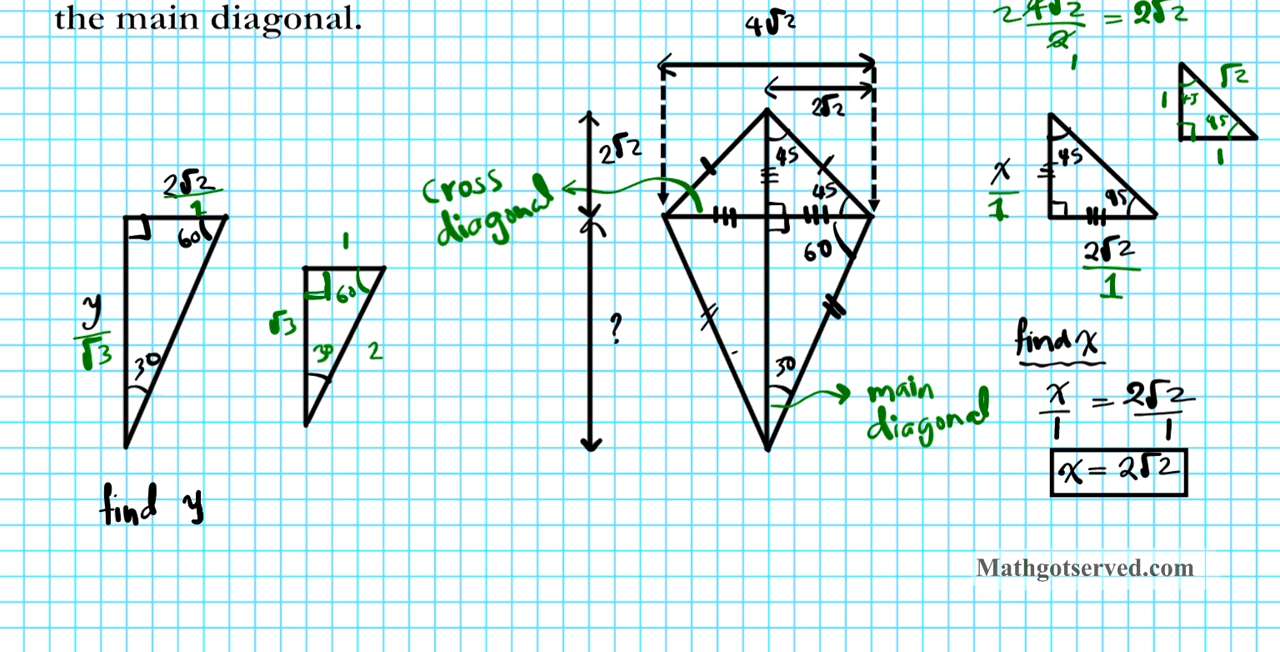 the main diagonal.
4√2
2 4√2/2 = 2√2
1
2√2
2√2
√2
1
45
45
1
cross
diagonal
45
45
60
x/1
45
45
2√2/1
2√2/1
60
y/√3
30
1
60
√3
30
2
?
30
main
diagonal
find x
x/1 = 2√2/1
x = 2√2
find y
Mathgotserved.com